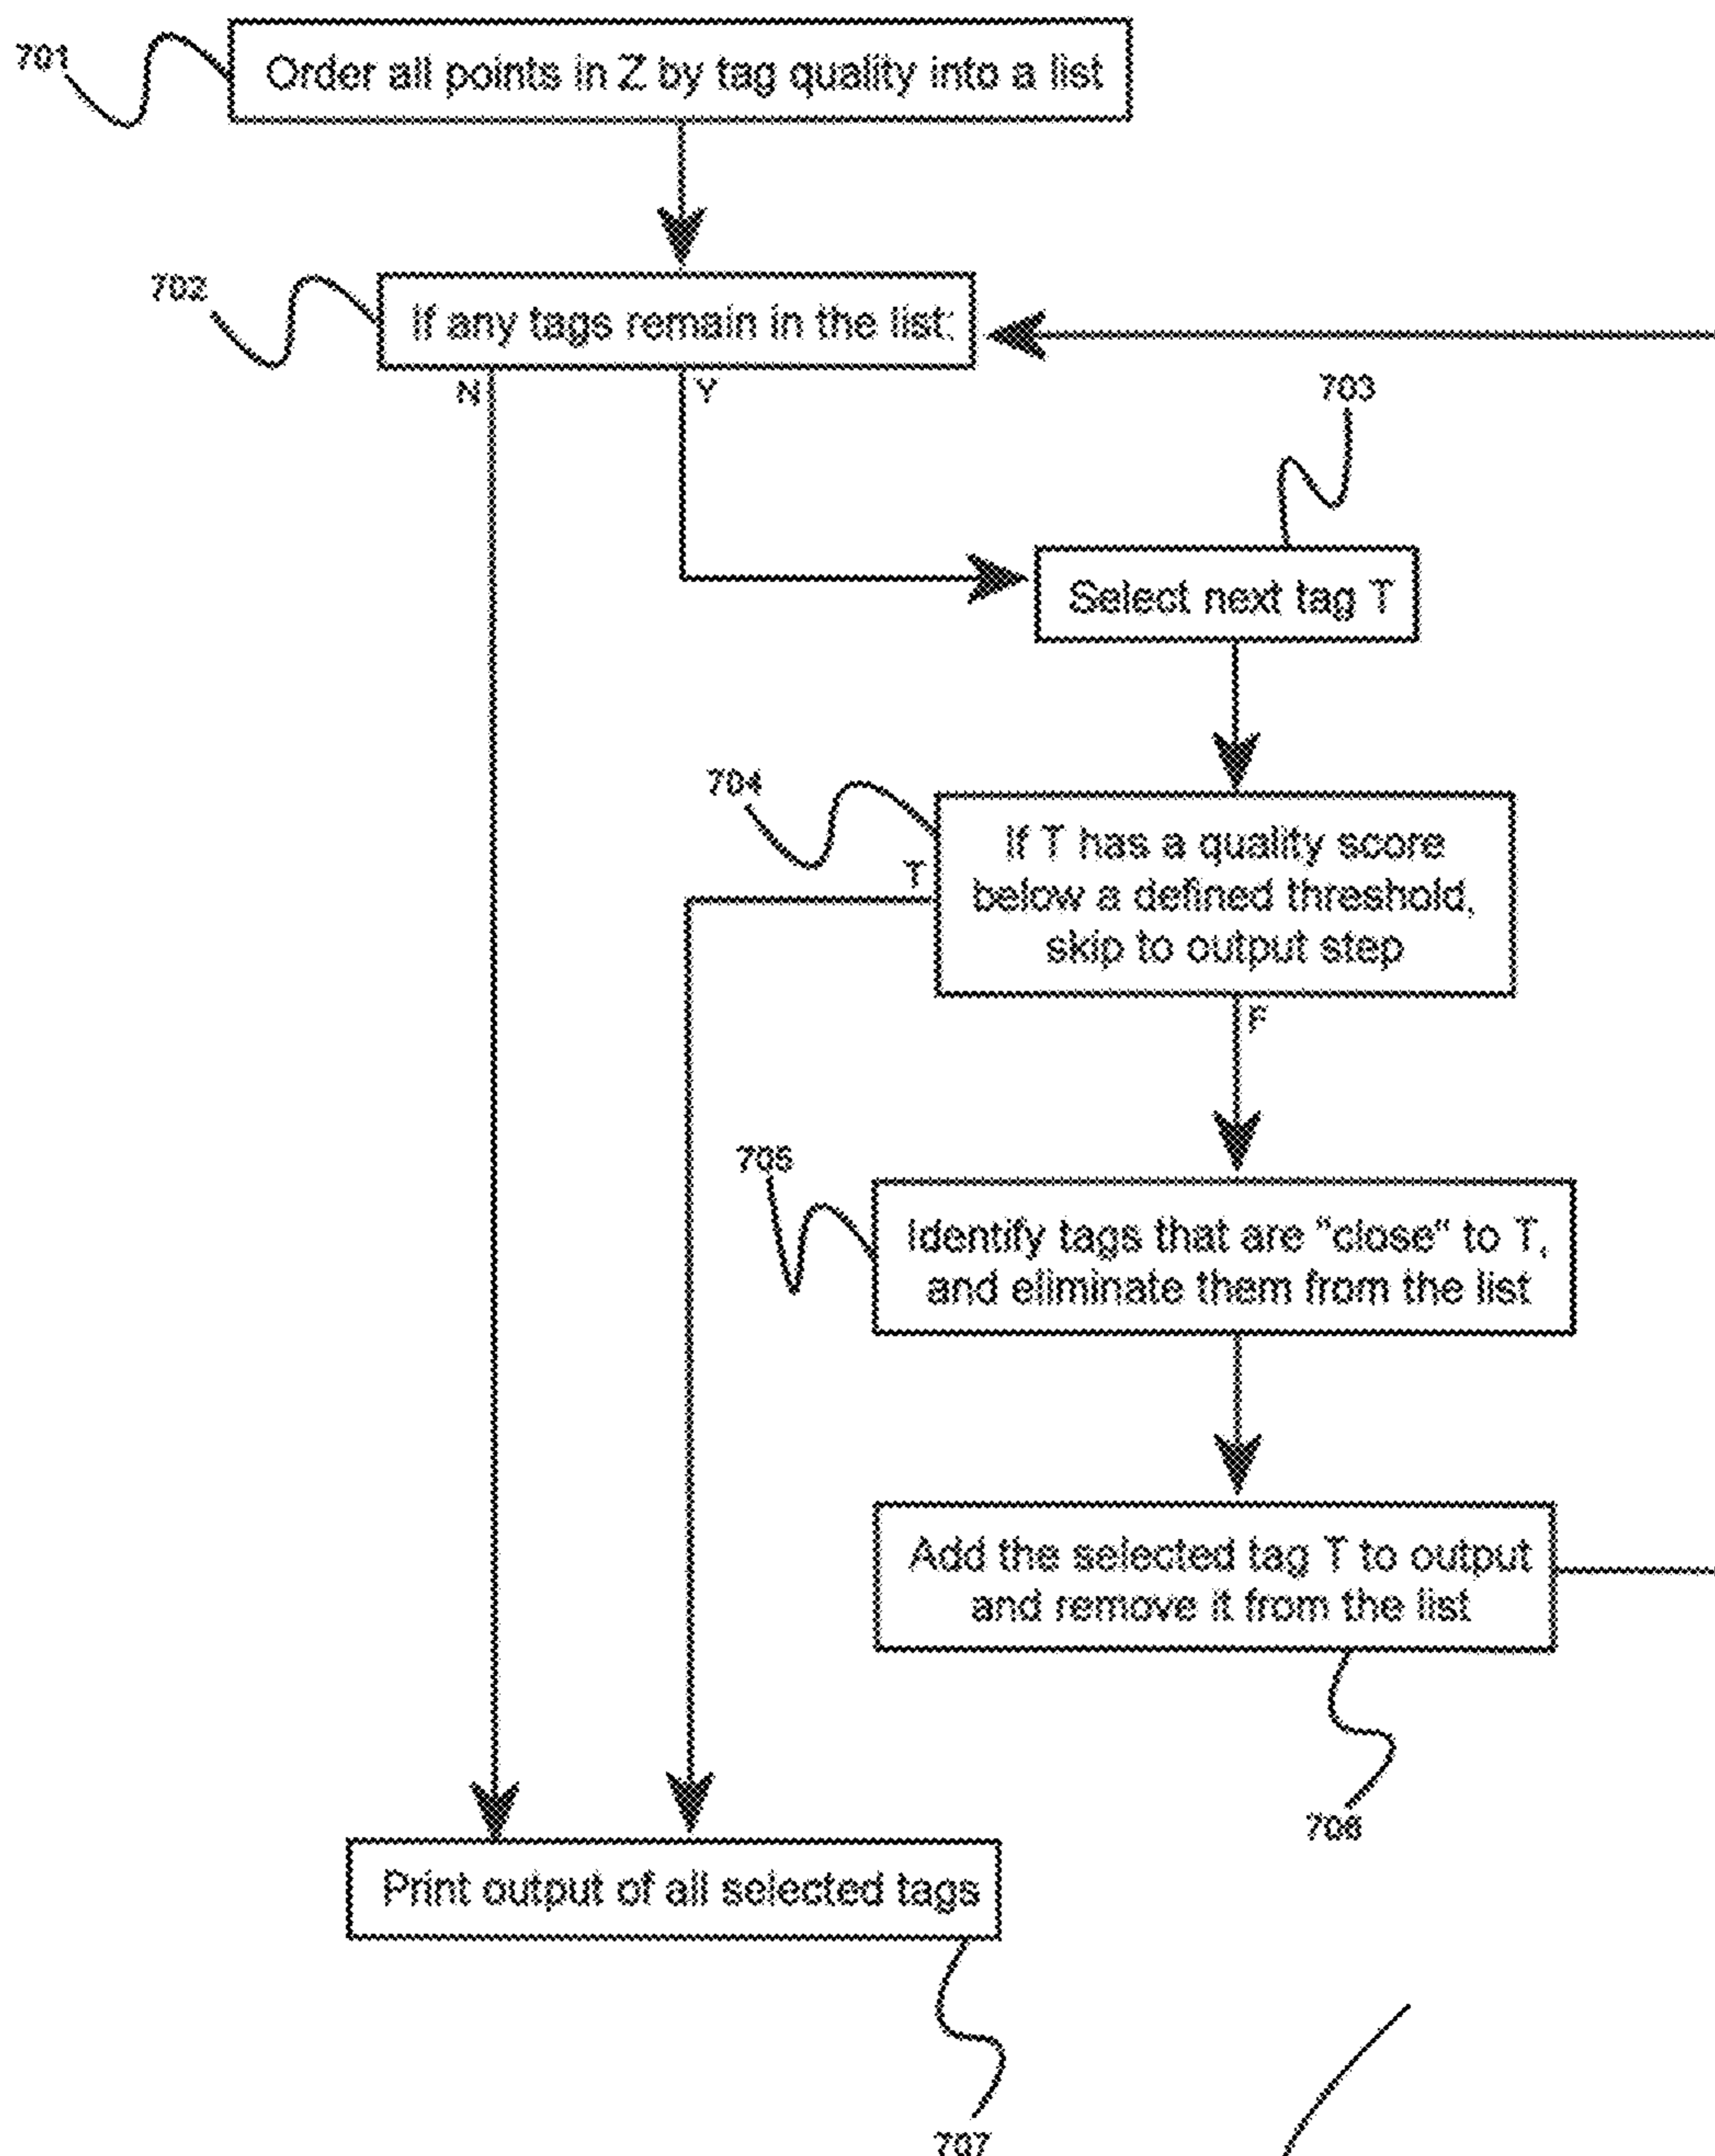 701
Order all points in Z by tag quality into a list
702
If any tags remain in the list:
N
Y
703
Select next tag T
704
T
If T has a quality score
below a defined threshold,
skip to output step
F
705
Identify tags that are "close" to T,
and eliminate them from the list
Add the selected tag T to output
and remove it from the list
706
Print output of all selected tags
707